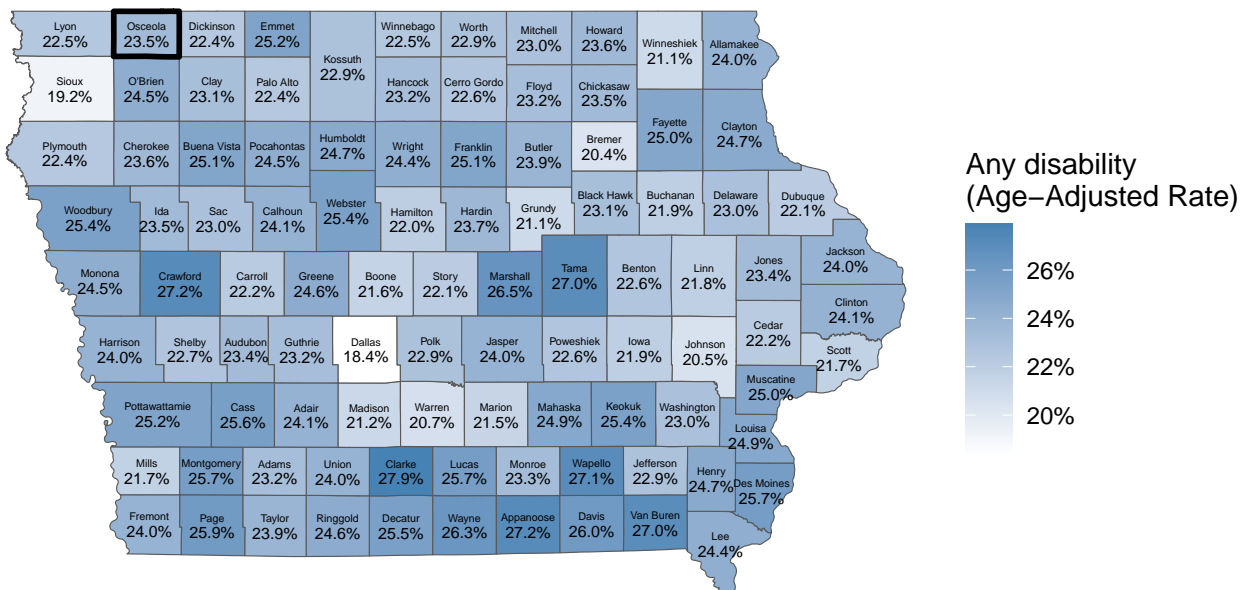 Lyon
22.5%
Osceola
23.5%
Dickinson
22.4%
Emmet
25.2%
Kossuth
22.9%
Winnebago
22.5%
Worth
22.9%
Mitchell
23.0%
Howard
23.6%
Winneshiek
21.1%
Allamakee
24.0%
Sioux
19.2%
O'Brien
24.5%
Clay
23.1%
Palo Alto
22.4%
Hancock
23.2%
Cerro Gordo
22.6%
Floyd
23.2%
Chickasaw
23.5%
Fayette
25.0%
Clayton
24.7%
Plymouth
22.4%
Cherokee
23.6%
Buena Vista
25.1%
Pocahontas
24.5%
Humboldt
24.7%
Wright
24.4%
Franklin
25.1%
Butler
23.9%
Bremer
20.4%
Woodbury
25.4%
Ida
23.5%
Sac
23.0%
Calhoun
24.1%
Webster
25.4%
Hamilton
22.0%
Hardin
23.7%
Grundy
21.1%
Black Hawk
23.1%
Buchanan
21.9%
Delaware
23.0%
Dubuque
22.1%
Monona
24.5%
Crawford
27.2%
Carroll
22.2%
Greene
24.6%
Boone
21.6%
Story
22.1%
Marshall
26.5%
Tama
27.0%
Benton
22.6%
Linn
21.8%
Jones
23.4%
Jackson
24.0%
Clinton
24.1%
Harrison
24.0%
Shelby
22.7%
Audubon
23.4%
Guthrie
23.2%
Dallas
18.4%
Polk
22.9%
Jasper
24.0%
Poweshiek
22.6%
Iowa
21.9%
Johnson
20.5%
Cedar
22.2%
Scott
21.7%
Muscatine
25.0%
Pottawattamie
25.2%
Cass
25.6%
Adair
24.1%
Madison
21.2%
Warren
20.7%
Marion
21.5%
Mahaska
24.9%
Keokuk
25.4%
Washington
23.0%
Louisa
24.9%
Mills
21.7%
Montgomery
25.7%
Adams
23.2%
Union
24.0%
Clarke
27.9%
Lucas
25.7%
Monroe
23.3%
Wapello
27.1%
Jefferson
22.9%
Henry
24.7%
Des Moines
25.7%
Fremont
24.0%
Page
25.9%
Taylor
23.9%
Ringgold
24.6%
Decatur
25.5%
Wayne
26.3%
Appanoose
27.2%
Davis
26.0%
Van Buren
27.0%
Lee
24.4%
Any disability
(Age−Adjusted Rate)
26%
24%
22%
20%